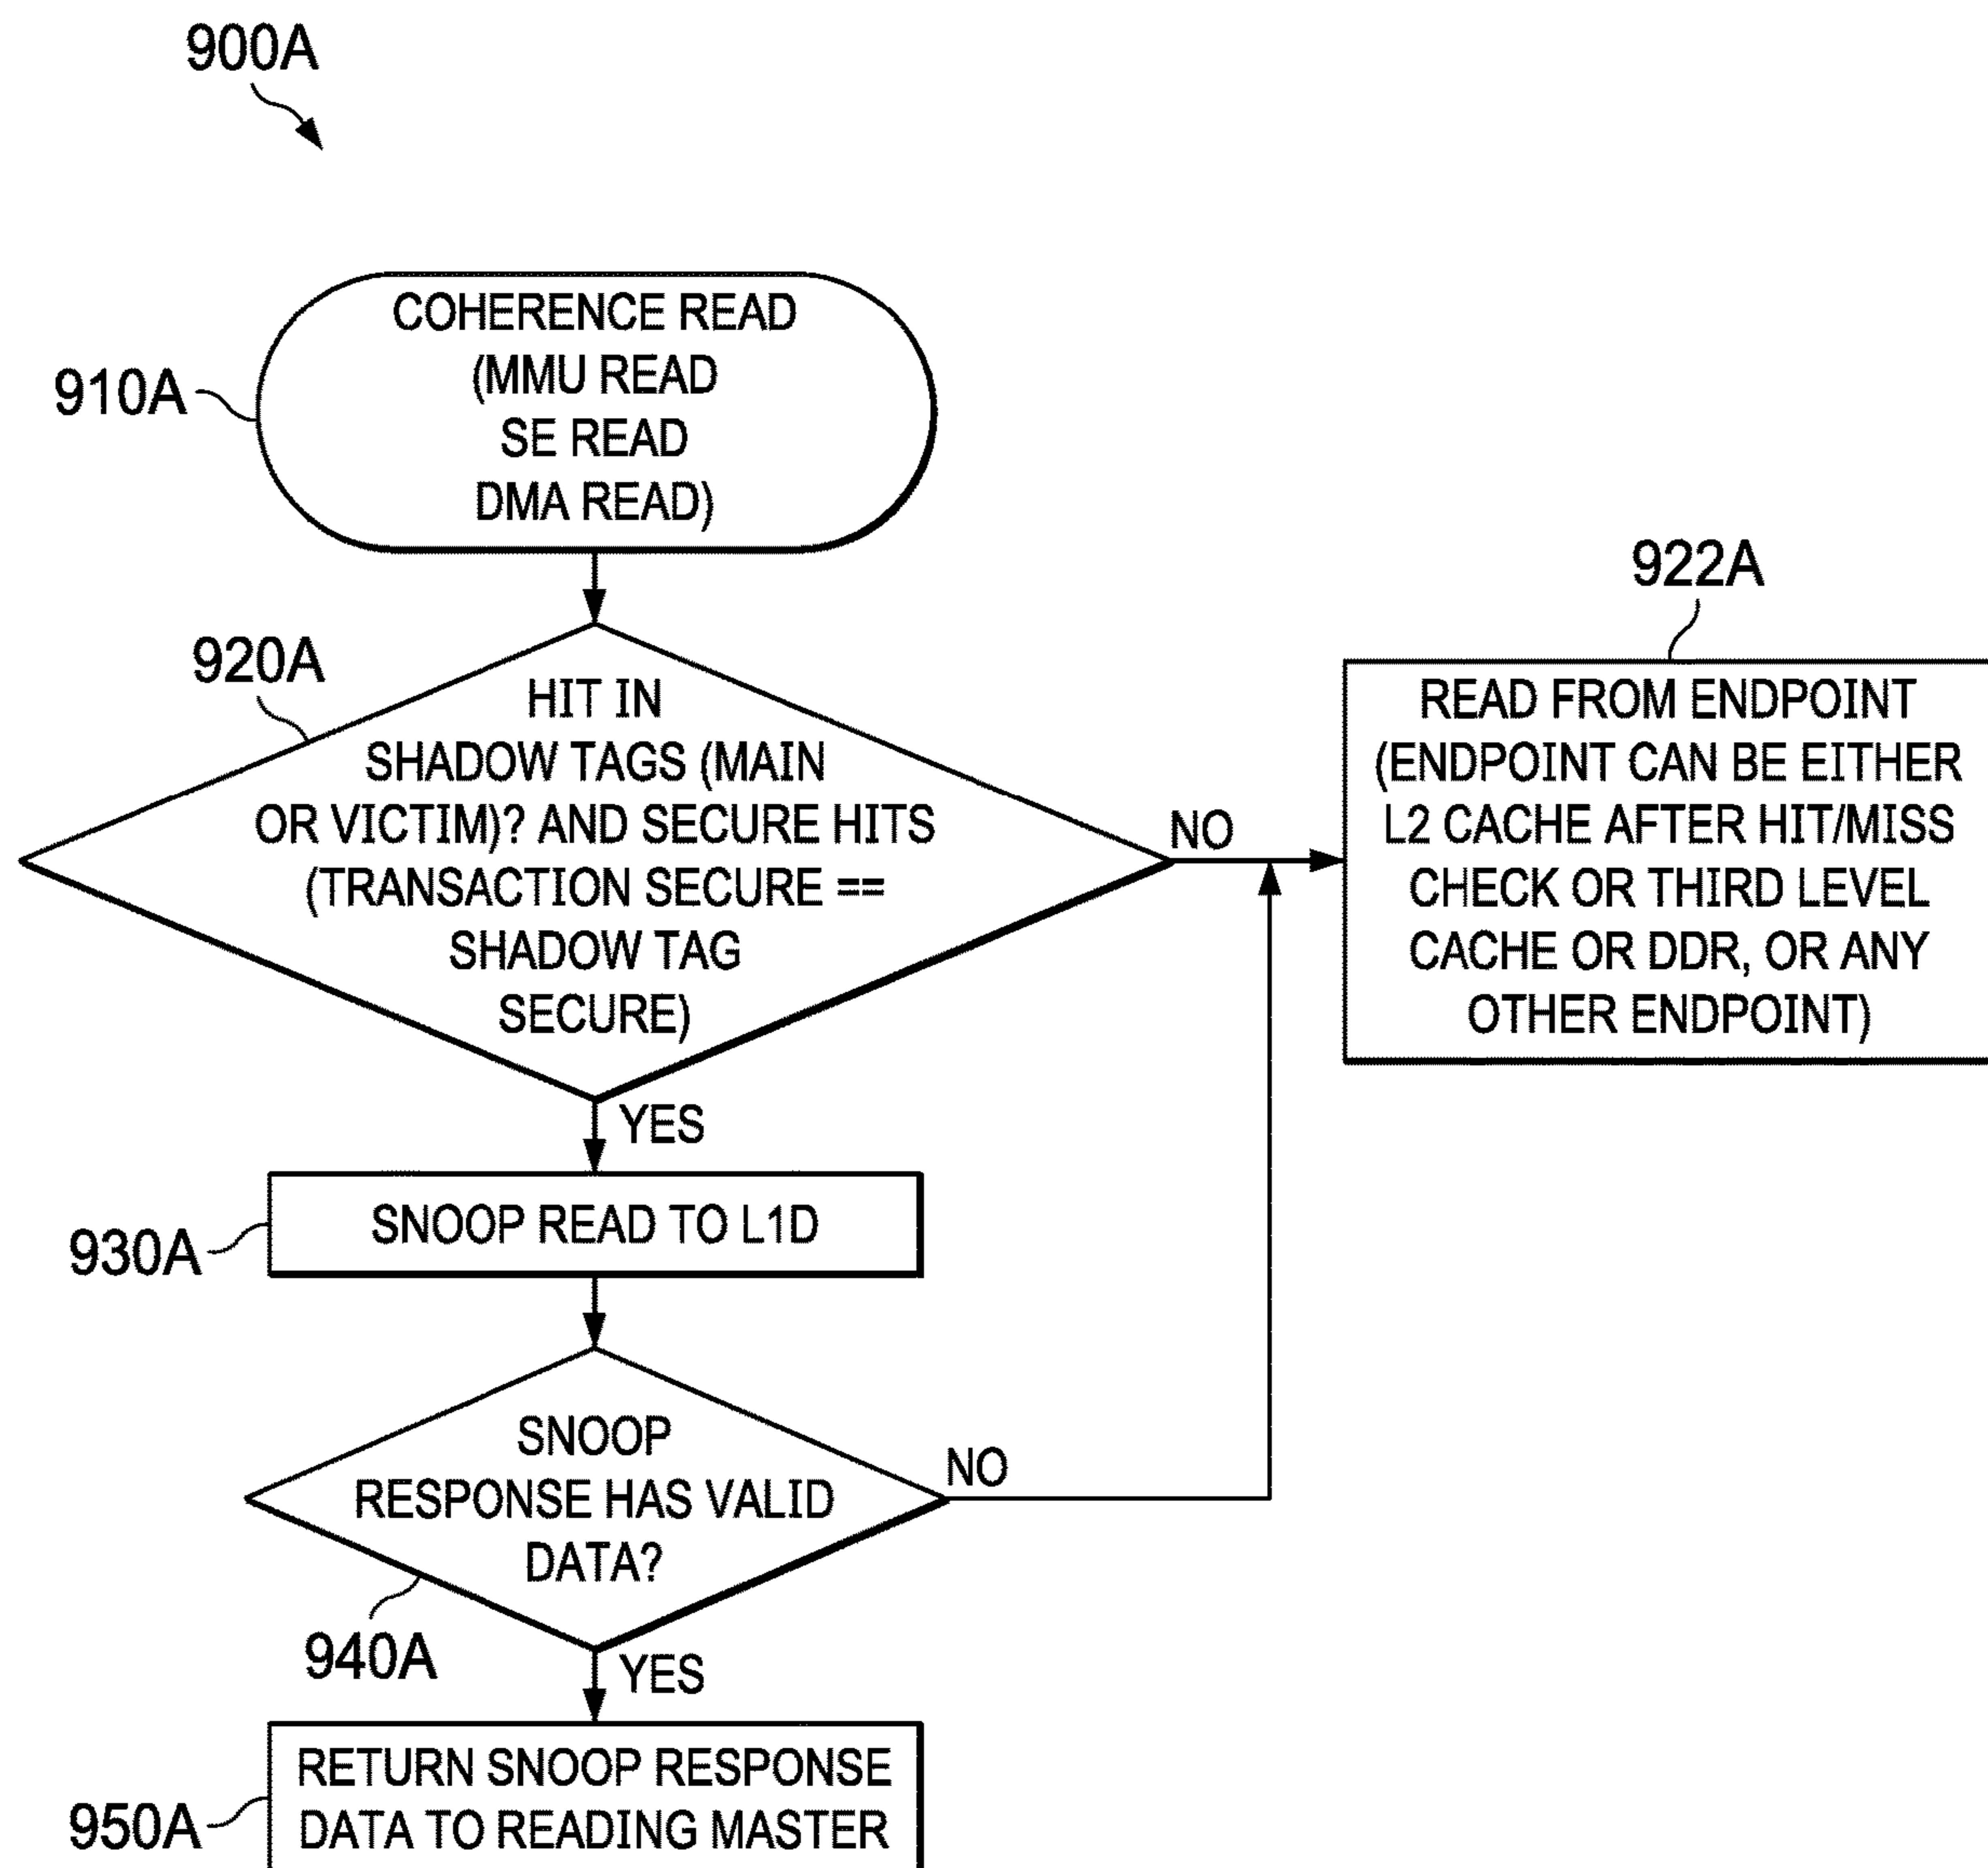 900A
910A
COHERENCE READ
(MMU READ
SE READ
DMA READ)
920A
HIT IN
SHADOW TAGS (MAIN
OR VICTIM)? AND SECURE HITS
(TRANSACTION SECURE ==
SHADOW TAG
SECURE)
NO
YES
922A
READ FROM ENDPOINT
(ENDPOINT CAN BE EITHER
L2 CACHE AFTER HIT/MISS
CHECK OR THIRD LEVEL
CACHE OR DDR, OR ANY
OTHER ENDPOINT)
930A
SNOOP READ TO L1D
SNOOP
RESPONSE HAS VALID
DATA?
NO
940A
YES
950A
RETURN SNOOP RESPONSE
DATA TO READING MASTER